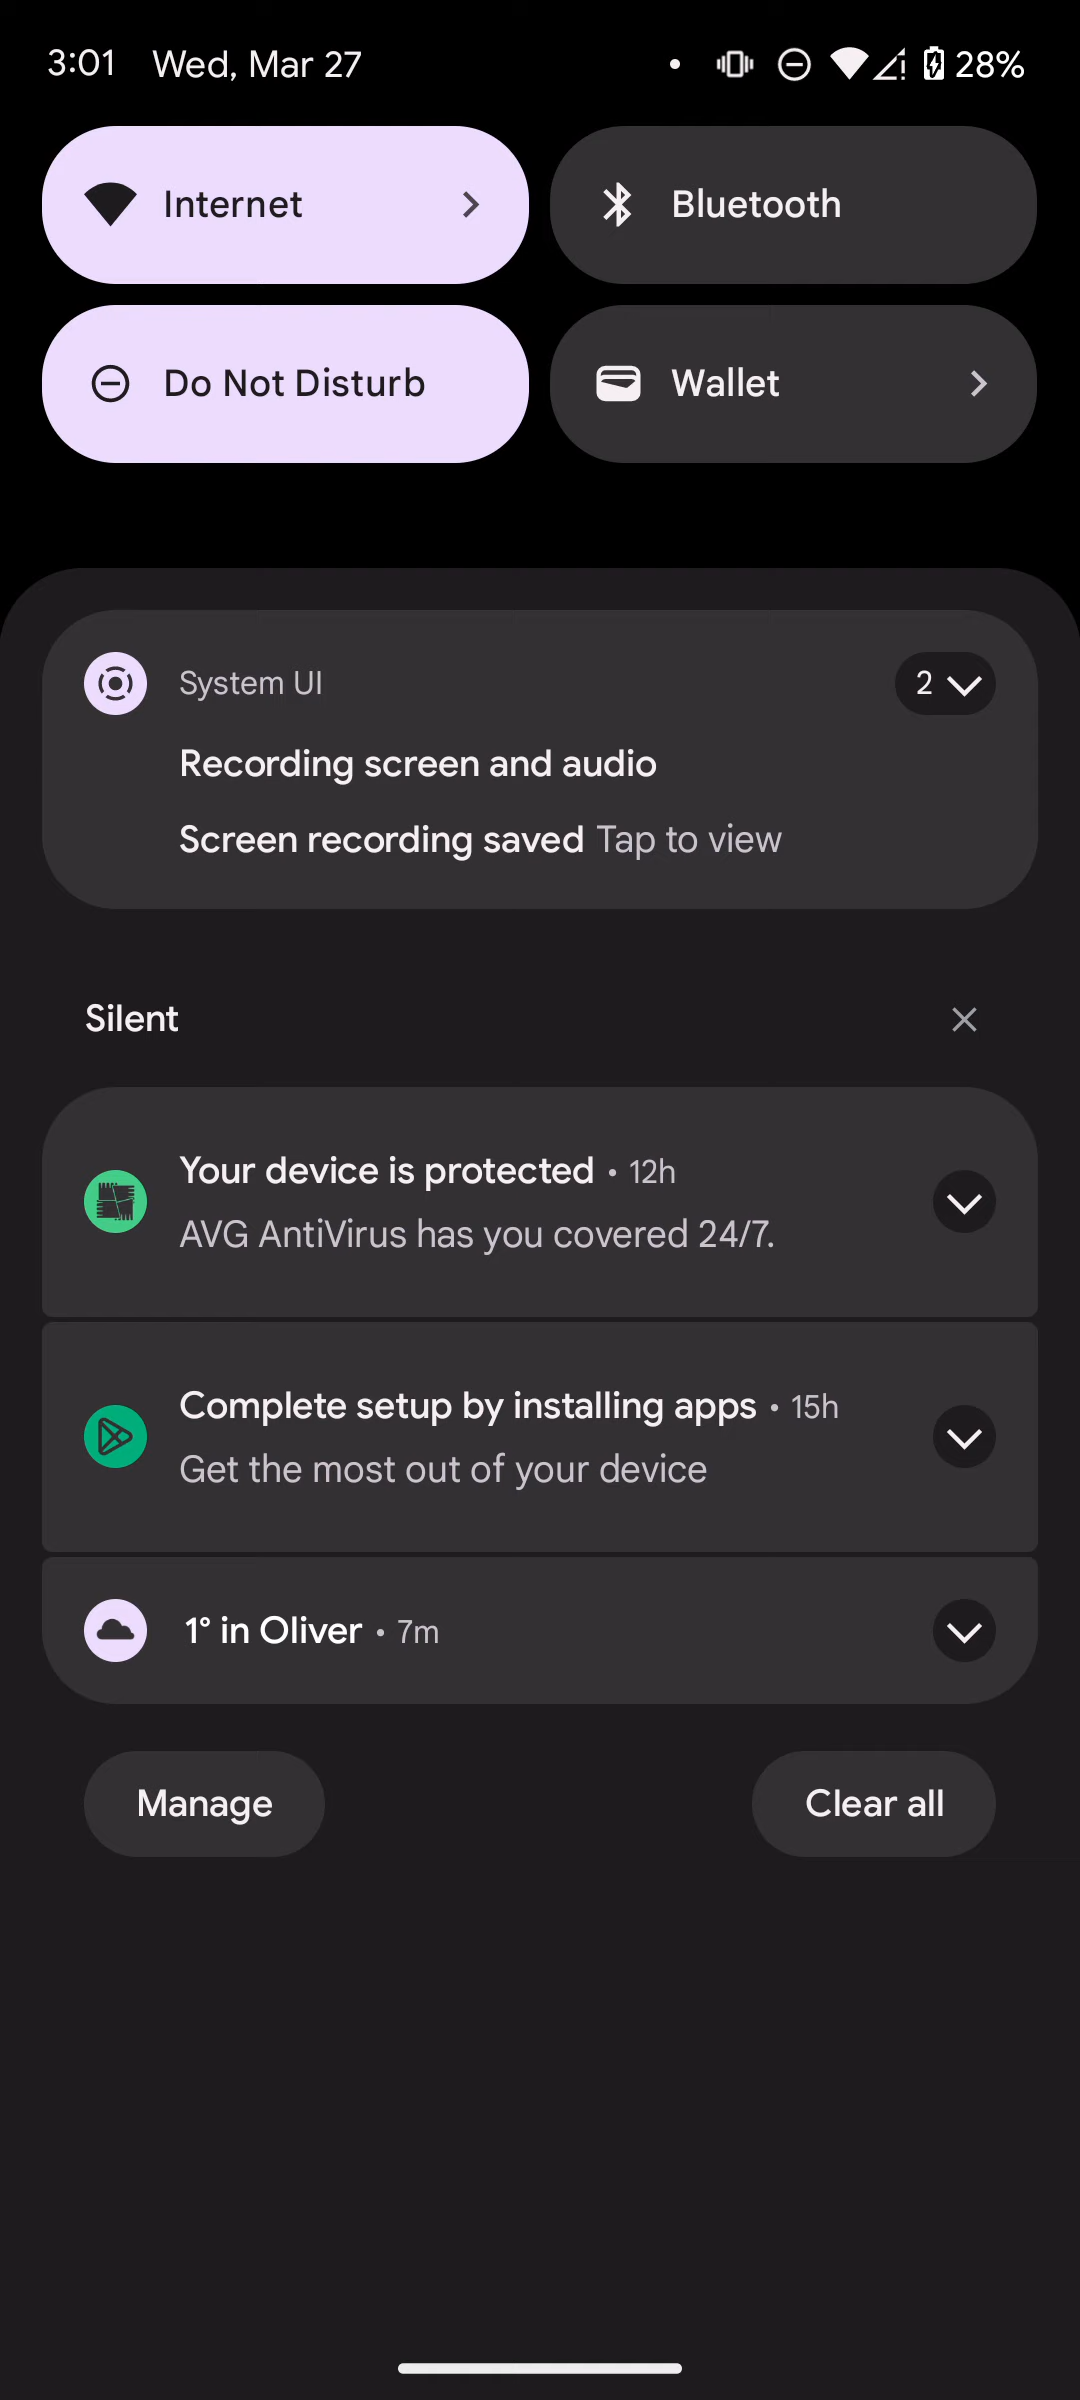 3:01 Wed, Mar 27 28%
Internet
Bluetooth
Do Not Disturb
Wallet
System UI 2
Recording screen and audio
Screen recording saved Tap to view
Silent
Your device is protected • 12h
AVG AntiVirus has you covered 24/7.
Complete setup by installing apps • 15h
Get the most out of your device
1° in Oliver • 7m
Manage
Clear all